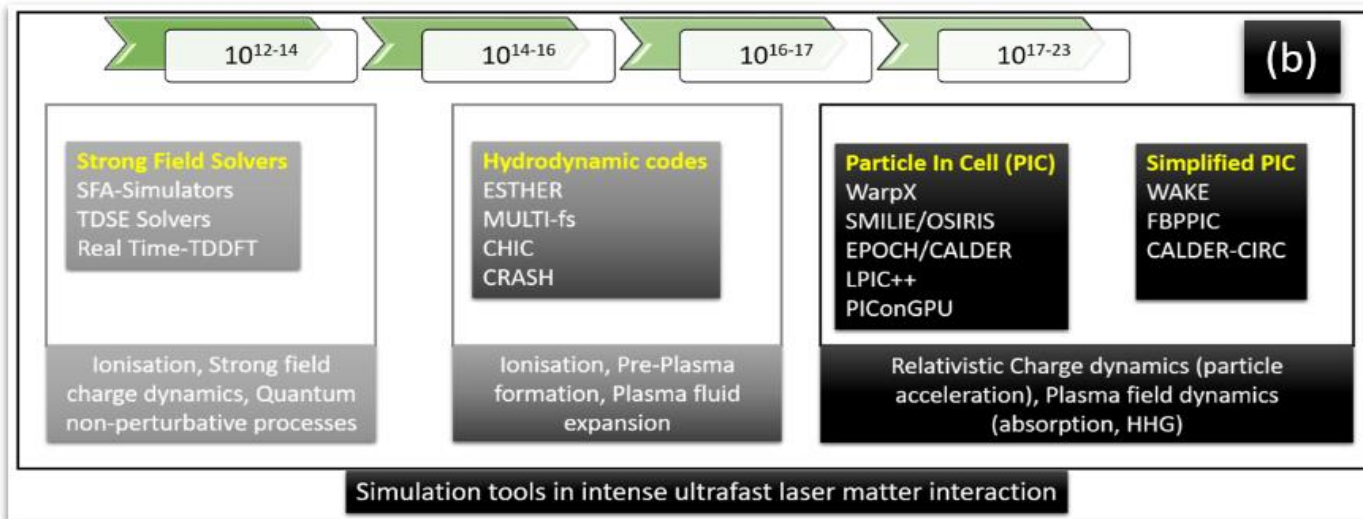 10^12-14
10^14-16
10^16-17
10^17-23
(b)
Strong Field Solvers
SFA-Simulators
TDSE Solvers
Real Time-TDDFT
Ionisation, Strong field
charge dynamics, Quantum
non-perturbative processes
Hydrodynamic codes
ESTHER
MULTI-fs
CHIC
CRASH
Ionisation, Pre-Plasma
formation, Plasma fluid
expansion
Particle In Cell (PIC)
WarpX
SMILIE/OSIRIS
EPOCH/CALDER
LPIC++
PIConGPU
Simplified PIC
WAKE
FBPPIC
CALDER-CIRC
Relativistic Charge dynamics (particle
acceleration), Plasma field dynamics
(absorption, HHG)
Simulation tools in intense ultrafast laser matter interaction